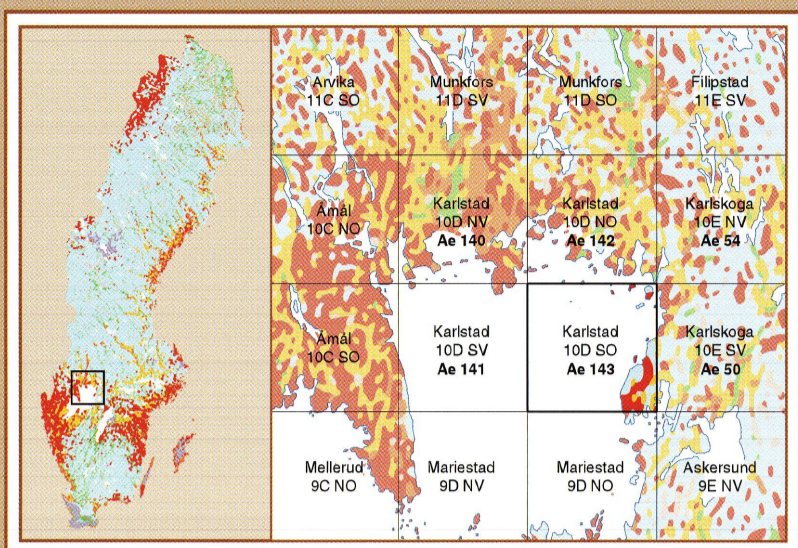 Arvika
11C SO
Munkfors
11D SV
Munkfors
11D SO
Filipstad
11E SV
Åmål
10C NO
Karlstad
10D NV
Ae 140
Karlstad
10D NO
Ae 142
Karlskoga
10E NV
Ae 54
Åmål
10C SO
Karlstad
10D SV
Ae 141
Karlstad
10D SO
Ae 143
Karlskoga
10E SV
Ae 50
Mellerud
9C NO
Mariestad
9D NV
Mariestad
9D NO
Askersund
9E NV